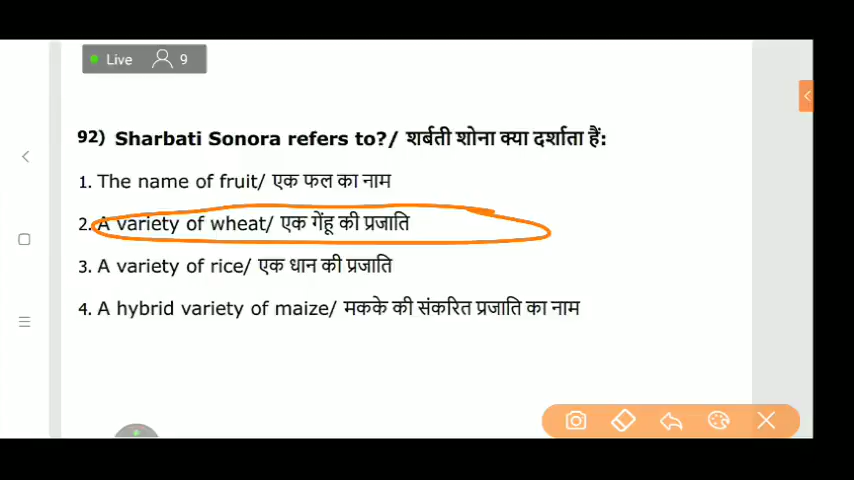 Live 9
92) Sharbati Sonora refers to?/ शर्बती शोना क्या दर्शाता हैं:
1. The name of fruit/ एक फल का नाम
2. A variety of wheat/ एक गेंहू की प्रजाति
3. A variety of rice/ एक धान की प्रजाति
4. A hybrid variety of maize/ मकके की संकरित प्रजाति का नाम